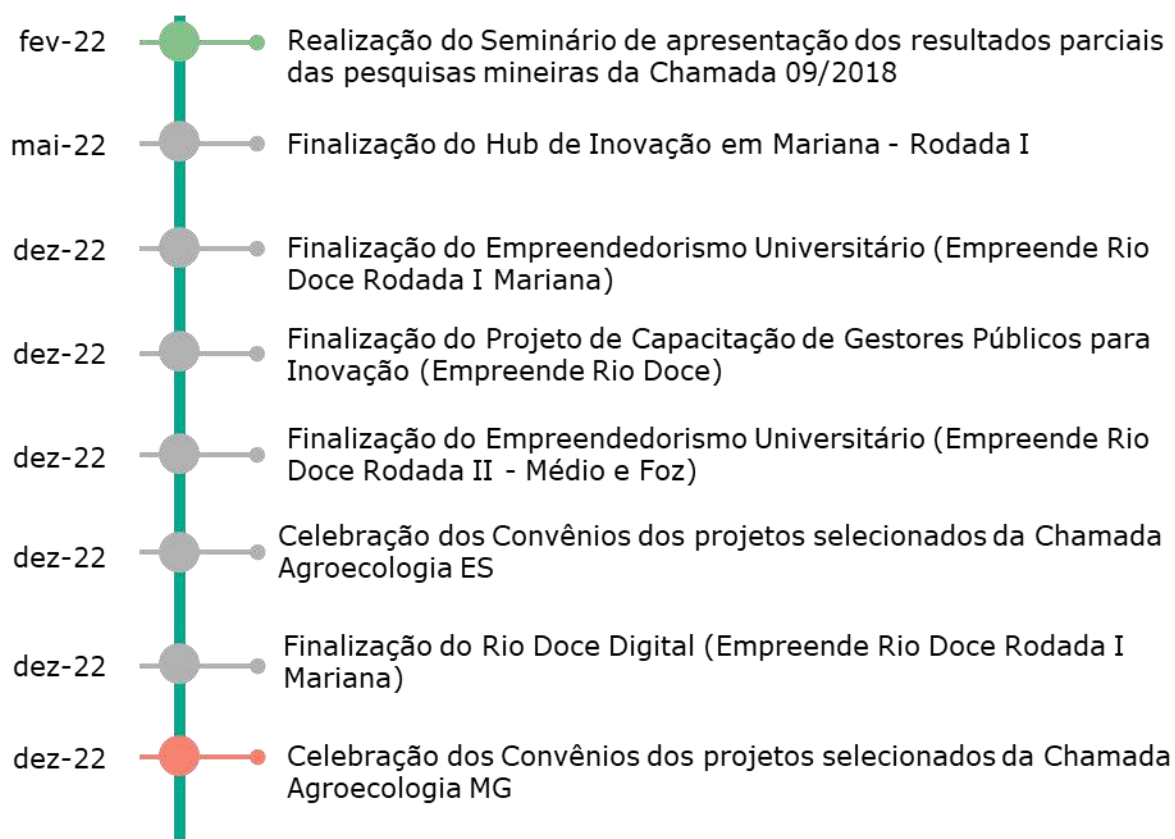 fev-22
Realização do Seminário de apresentação dos resultados parciais
das pesquisas mineiras da Chamada 09/2018
mai-22
Finalização do Hub de Inovação em Mariana - Rodada I
dez-22
Finalização do Empreendedorismo Universitário (Empreende Rio
Doce Rodada I Mariana)
dez-22
Finalização do Projeto de Capacitação de Gestores Públicos para
Inovação (Empreende Rio Doce)
dez-22
Finalização do Empreendedorismo Universitário (Empreende Rio
Doce Rodada II - Médio e Foz)
Celebração dos Convênios dos projetos selecionados da Chamada
dez-22
Agroecologia ES
Finalização do Rio Doce Digital (Empreende Rio Doce Rodada I
dez-22
Mariana)
dez-22
Celebração dos Convênios dos projetos selecionados da Chamada
Agroecologia MG